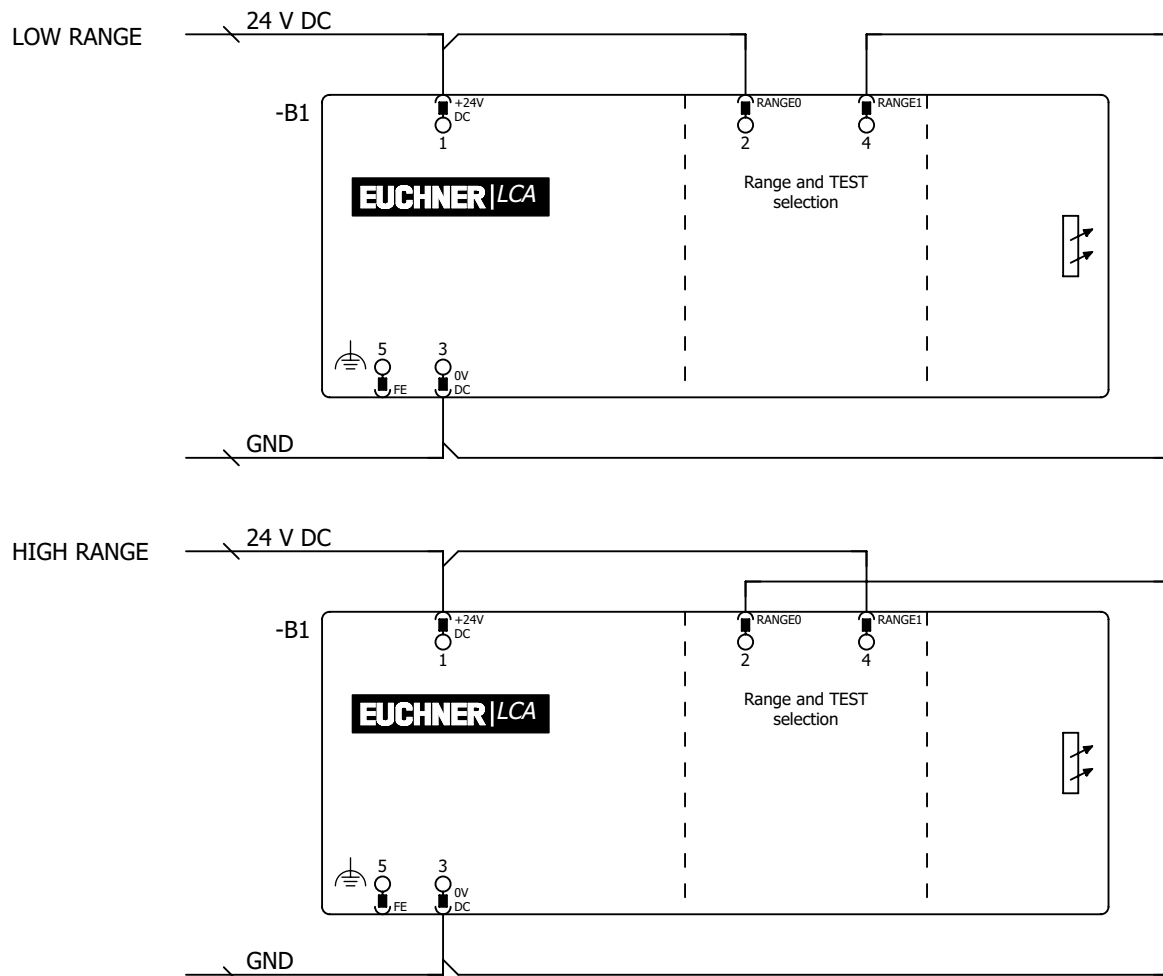 24 V DC
LOW RANGE
-B1
+24V
DC
1
RANGE0
2
RANGE1
4
EUCHNER|LCA
Range and TEST
selection
5
FE
3
0V
DC
GND
24 V DC
HIGH RANGE
-B1
+24V
DC
1
RANGE0
2
RANGE1
4
EUCHNER|LCA
Range and TEST
selection
5
FE
3
0V
DC
GND